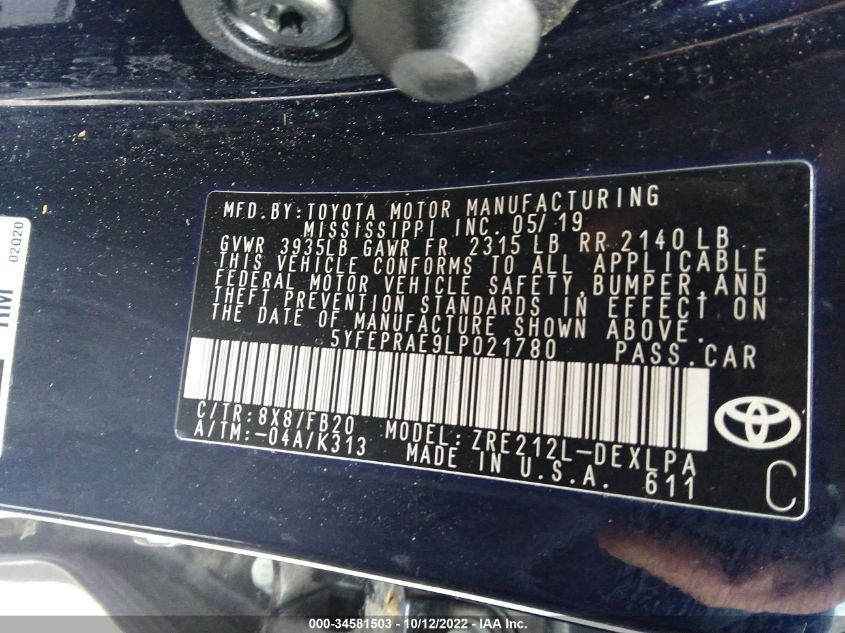 MFD.BY:TOYOTA MOTOR MANUFACTURING
MISSISSIPPI INC. 05/19
GVWR 3935LB GAWR FR 2315 LB RR 2140 LB
THIS VEHICLE CONFORMS TO ALL APPLICABLE
FEDERAL MOTOR VEHICLE SAFETY, BUMPER, AND
THEFT PREVENTION STANDARDS IN EFFECT ON
THE DATE OF MANUFACTURE SHOWN ABOVE.
5YFEPRAE9LP021780 PASS.CAR
C/TR:8X8/FB20 MODEL:ZRE212L-DEXLPA
A/TM:-04A/K313 MADE IN U.S.A. 611
C
02020
000-34581503 - 10/12/2022 - IAA Inc.